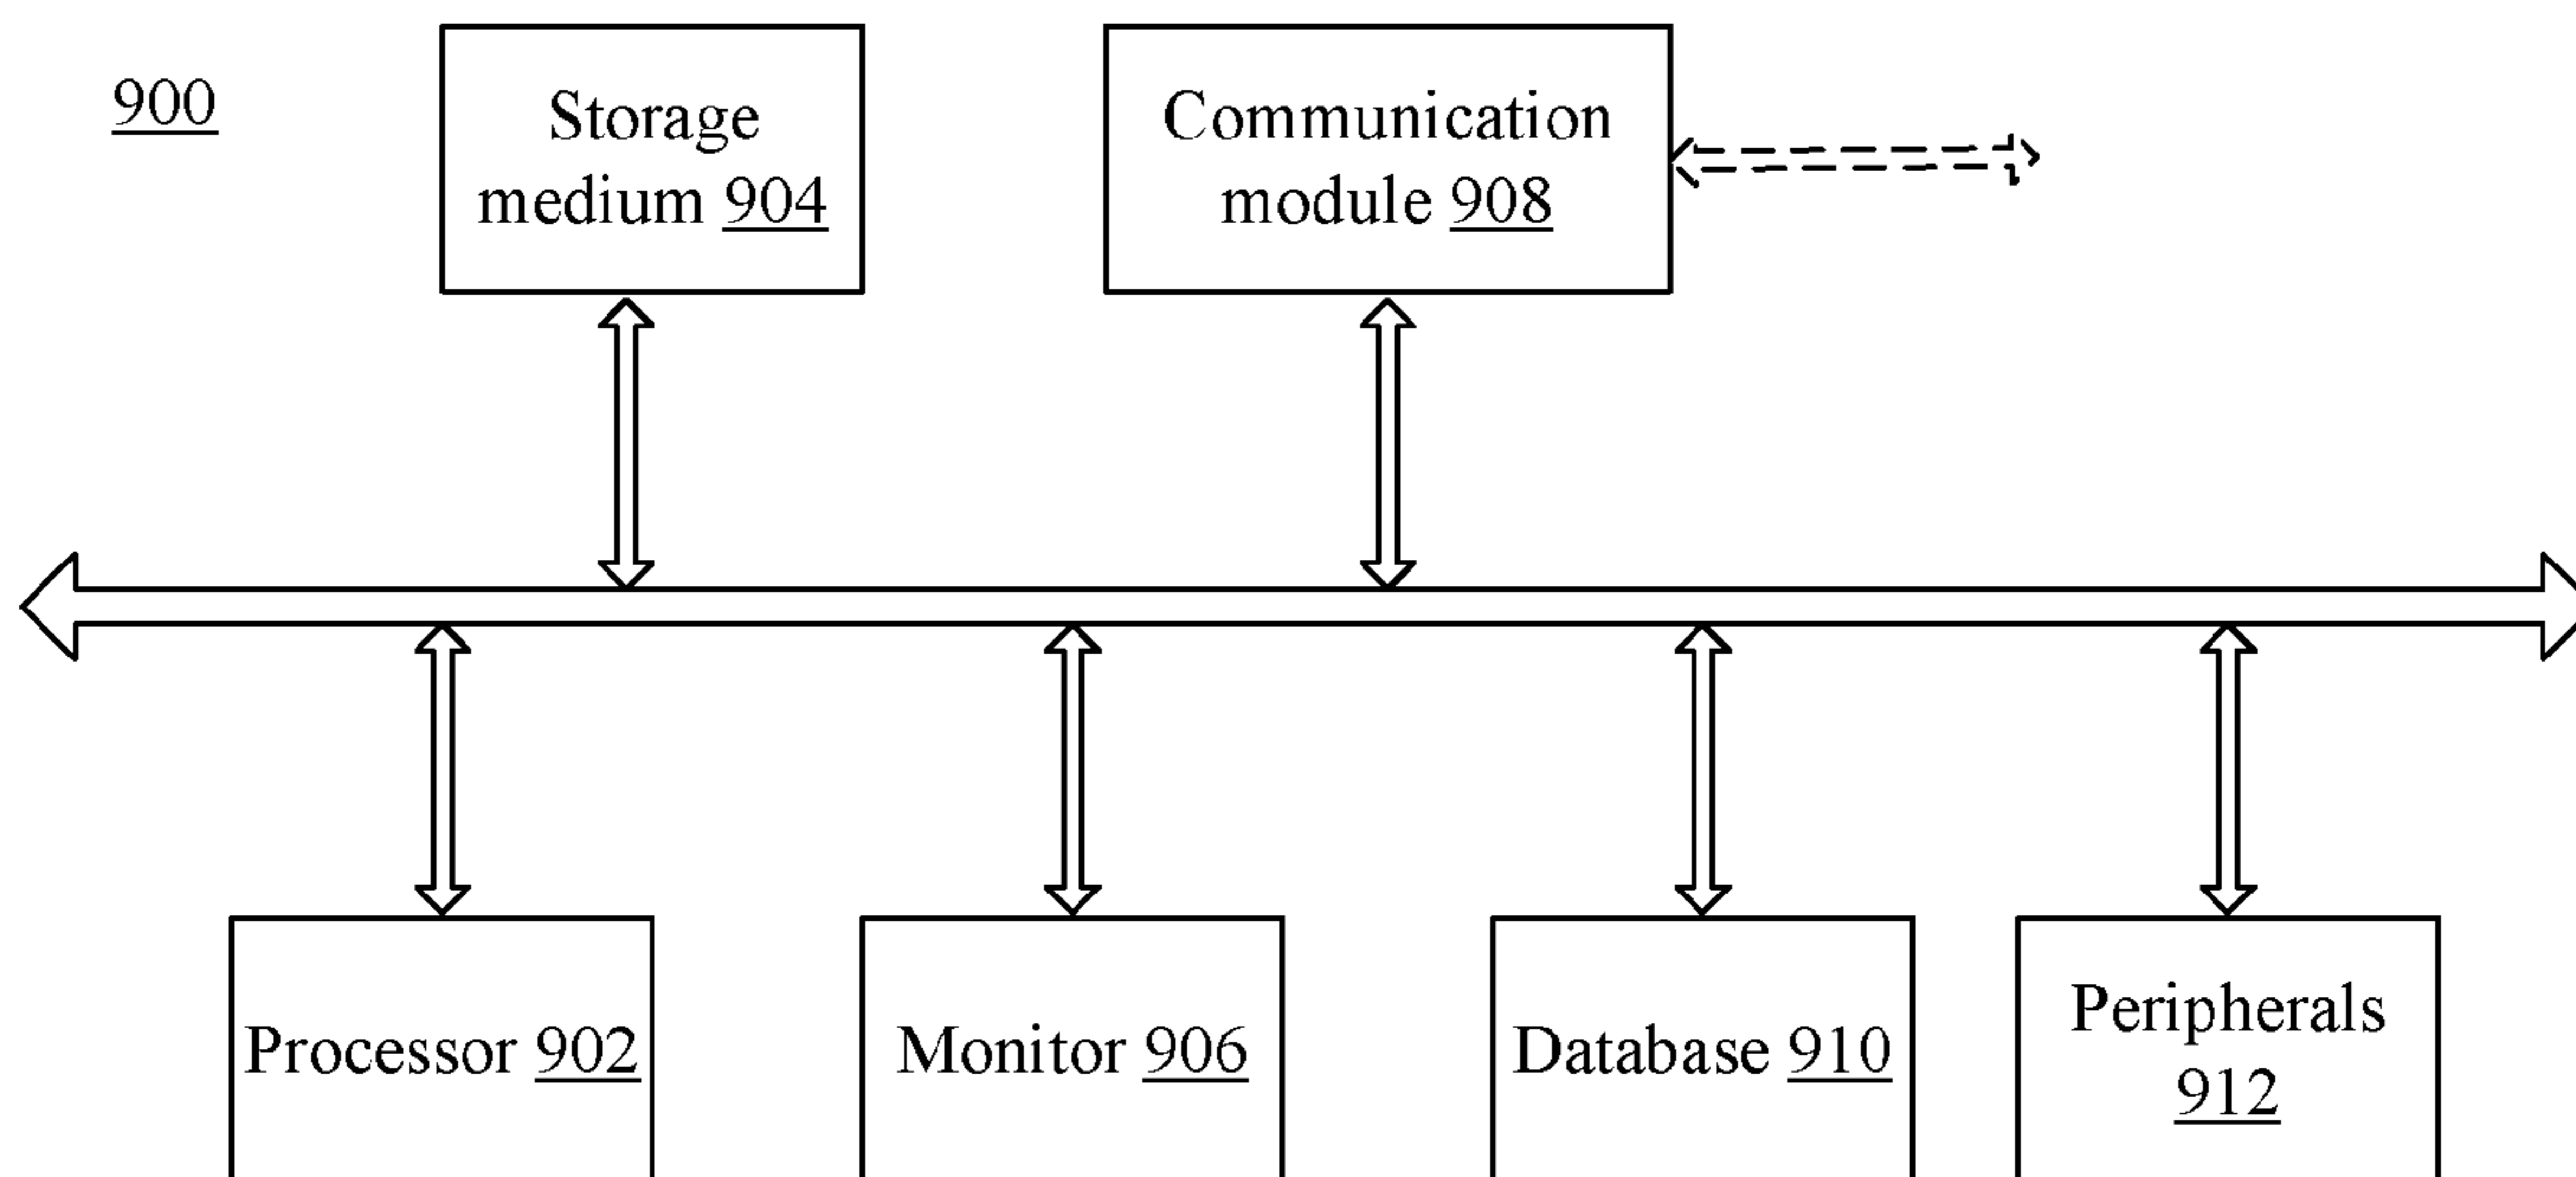 900
Storage
medium 904
Communication
module 908
Processor 902
Monitor 906
Database 910
Peripherals
912